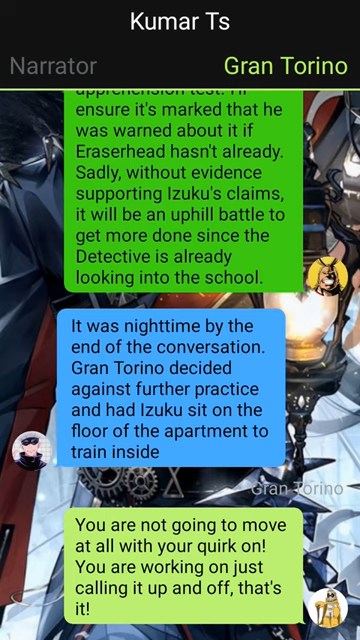 Kumar Ts
Narrator
Gran Torino
apprehension test. I'll
ensure it's marked that he
was warned about it if
Eraserhead hasn't already.
Sadly, without evidence
supporting Izuku's claims,
it will be an uphill battle to
get more done since the
Detective is already
looking into the school.
It was nighttime by the
end of the conversation.
Gran Torino decided
against further practice
and had Izuku sit on the
floor of the apartment to
train inside
Gran Torino
You are not going to move
at all with your quirk on!
You are working on just
calling it up and off, that's
it!